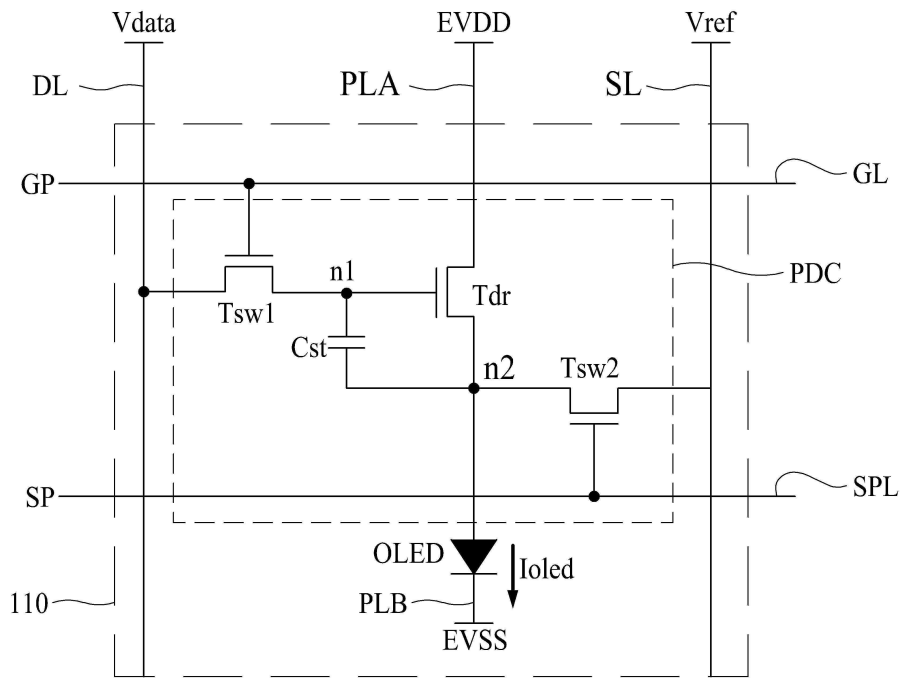 Vdata EVDD Vref
DL PLA SL
GP GL
n1 PDC
Tsw1 Tdr
Cst n2 Tsw2
SP SPL
OLED Ioled
110 PLB
EVSS